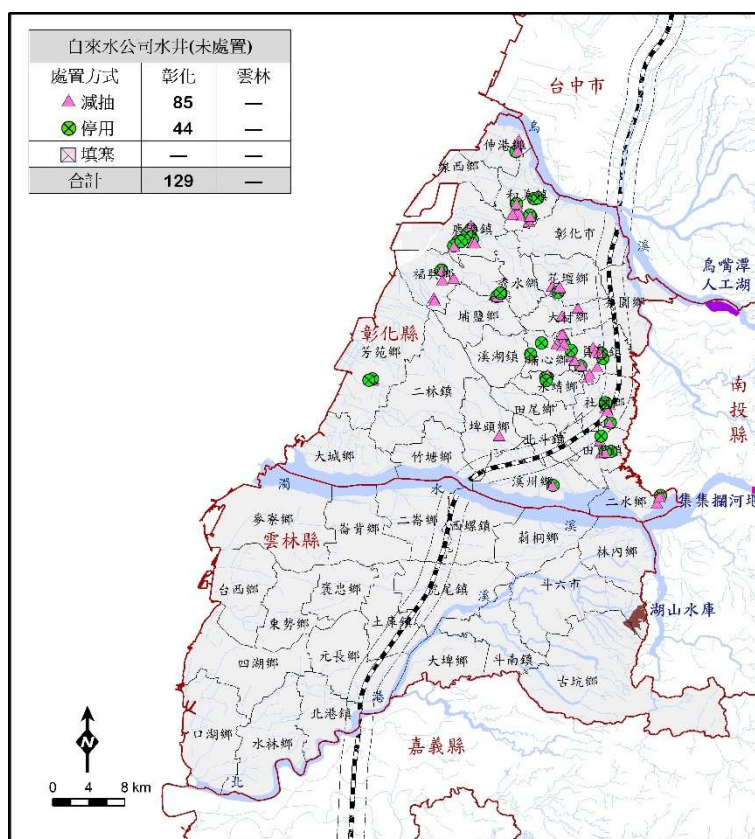 自來水公司水井(未處置)
處置方式 彰化 雲林
減抽 85 —
停用 44 —
填塞 — —
合計 129 —
台中市
烏
伸港鄉
線西鄉
和美鎮
鹿港鎮
彰化市
溪
烏嘴潭
人工湖
福興鄉
秀水鄉
花壇鄉
芬園鄉
埔鹽鄉
大村鄉
彰化縣
芳苑鄉
溪湖鎮
埔心鄉
員林鎮
南投縣
二林鎮
永靖鄉
田尾鄉
社頭鄉
埤頭鄉
北斗鎮
田中鎮
大城鄉
竹塘鄉
溪州鄉
濁
水
二水鄉
集集攔河堰
麥寮鄉
崙背鄉
二崙鄉
西螺鎮
溪
莿桐鄉
林內鄉
雲林縣
台西鄉
褒忠鄉
虎尾鎮
溪
斗六市
湖山水庫
東勢鄉
土庫鎮
四湖鄉
元長鄉
大埤鄉
斗南鎮
古坑鄉
港
北港鎮
口湖鄉
水林鄉
嘉義縣
北
N
0 4 8 km